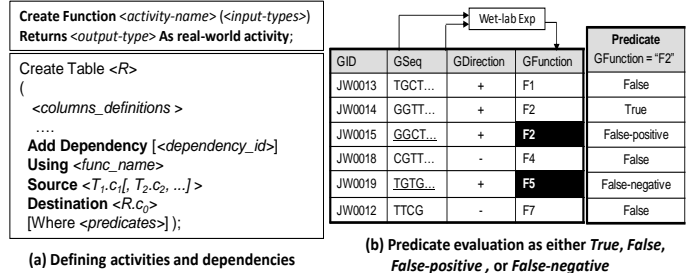 Create Function <activity-name> (<input-types>)
Returns <output-type> As real-world activity;
Create Table <R>
(
<columns_definitions >
....
Add Dependency [<dependency_id>]
Using <func_name>
Source <T1.c1[, T2.c2, ...] >
Destination <R.c0>
[Where <predicates>] );
(a) Defining activities and dependencies
Wet-lab Exp
Predicate
GID GSeq GDirection GFunction GFunction = “F2”
JW0013 TGCT... + F1 False
JW0014 GGTT... + F2 True
JW0015 GGCT... + F2 False-positive
JW0018 CGTT... - F4 False
JW0019 TGTG... + F5 False-negative
JW0012 TTCG - F7 False
(b) Predicate evaluation as either True, False,
False-positive , or False-negative